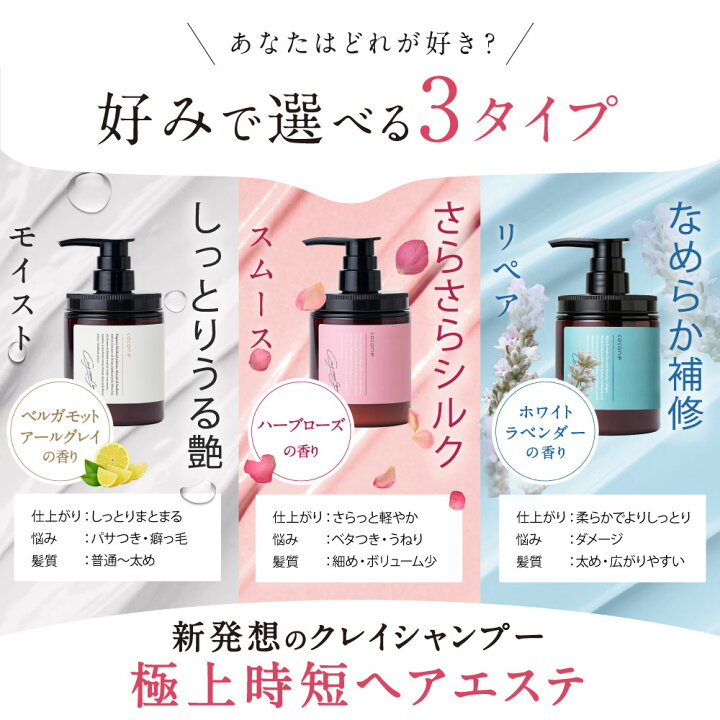 あなたはどれが好き?
好みで選べる3タイプ
しっとりうる艶
モイスト
cocone
ベルガモット
アールグレイ
の香り
仕上がり:しっとりまとまる
悩み:パサつき・癖っ毛
髪質:普通〜太め
さらさらシルク
スムース
cocone
ハーブローズ
の香り
仕上がり:さらっと軽やか
悩み:ベタつき・うねり
髪質:細め・ボリューム少
なめらか補修
リペア
cocone
ホワイト
ラベンダー
の香り
仕上がり:柔らかでよりしっとり
悩み:ダメージ
髪質:太め・広がりやすい
新発想のクレイシャンプー
極上時短ヘアエステ